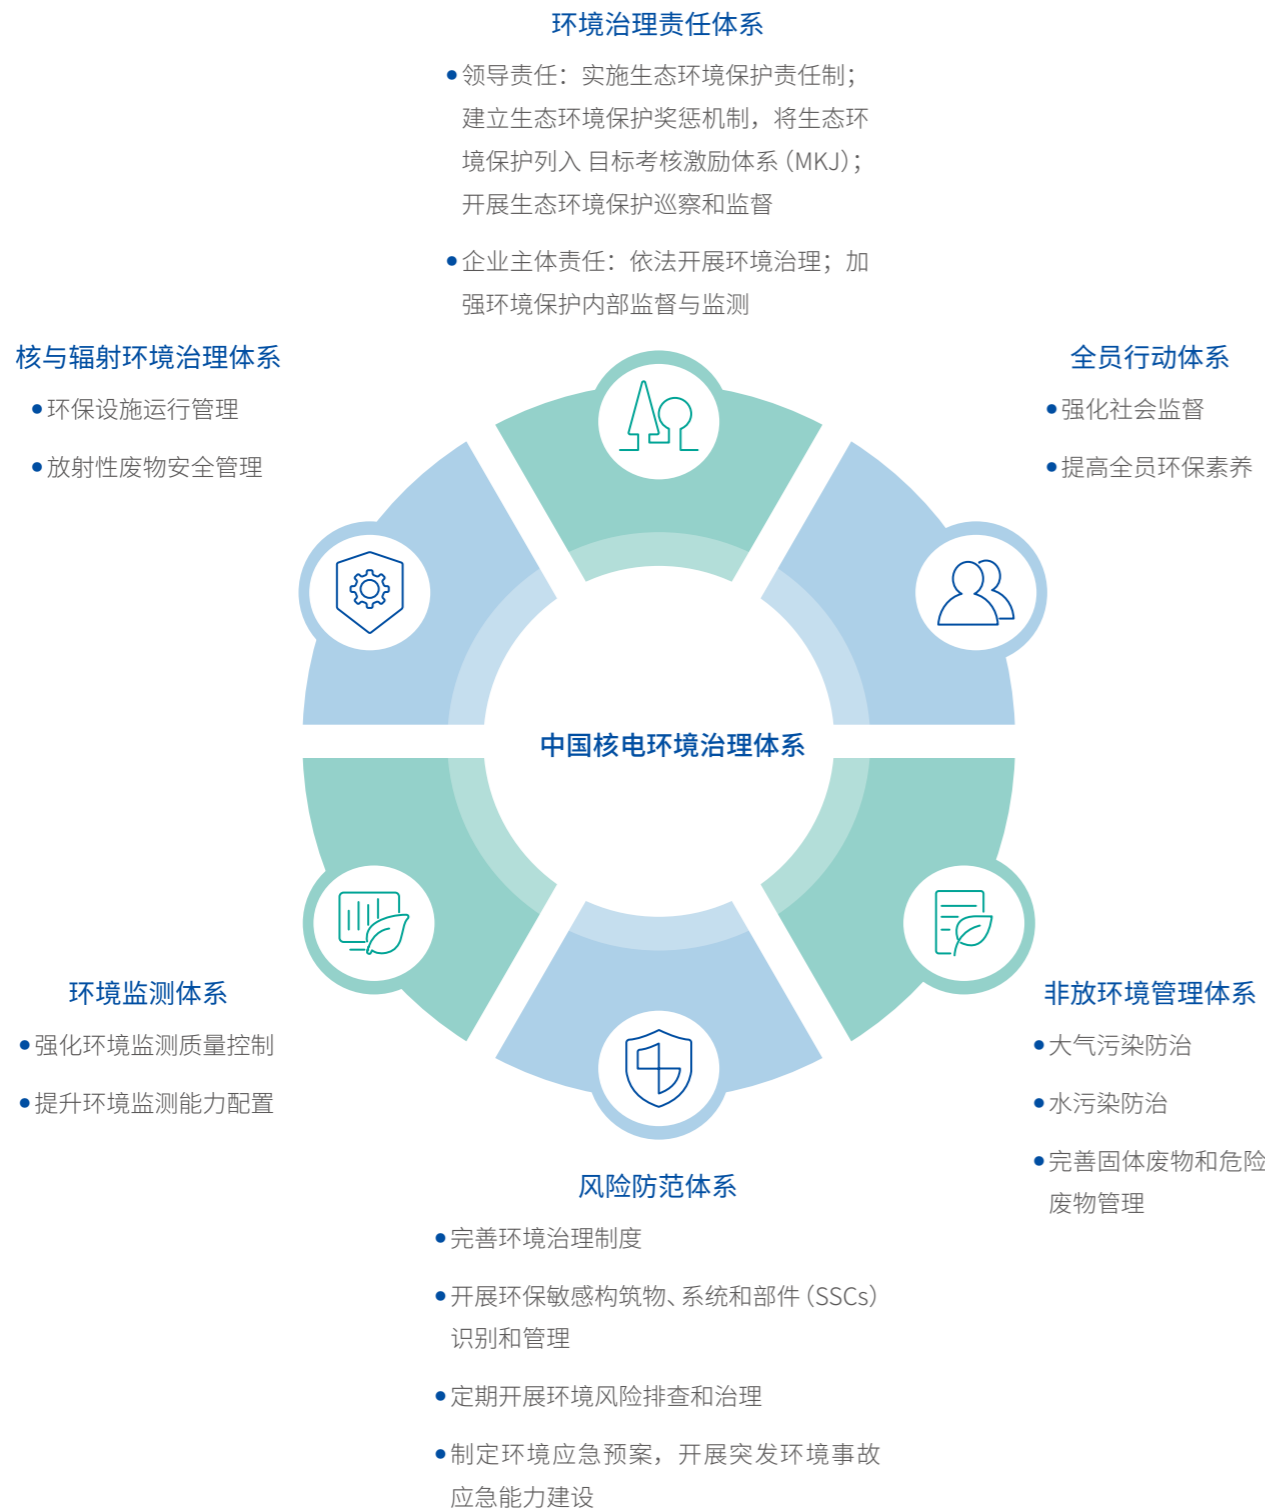 环境治理责任体系
•领导责任：实施生态环境保护责任制；
建立生态环境保护奖惩机制，将生态环
境保护列入 目标考核激励体系（MKJ）；
开展生态环境保护巡察和监督
•企业主体责任：依法开展环境治理；加
强环境保护内部监督与监测
核与辐射环境治理体系
•环保设施运行管理
•放射性废物安全管理
全员行动体系
•强化社会监督
•提高全员环保素养
中国核电环境治理体系
环境监测体系
•强化环境监测质量控制
•提升环境监测能力配置
非放环境管理体系
•大气污染防治
•水污染防治
•完善固体废物和危险
废物管理
风险防范体系
•完善环境治理制度
•开展环保敏感构筑物、系统和部件（SSCs）
识别和管理
•定期开展环境风险排查和治理
•制定环境应急预案，开展突发环境事故
应急能力建设